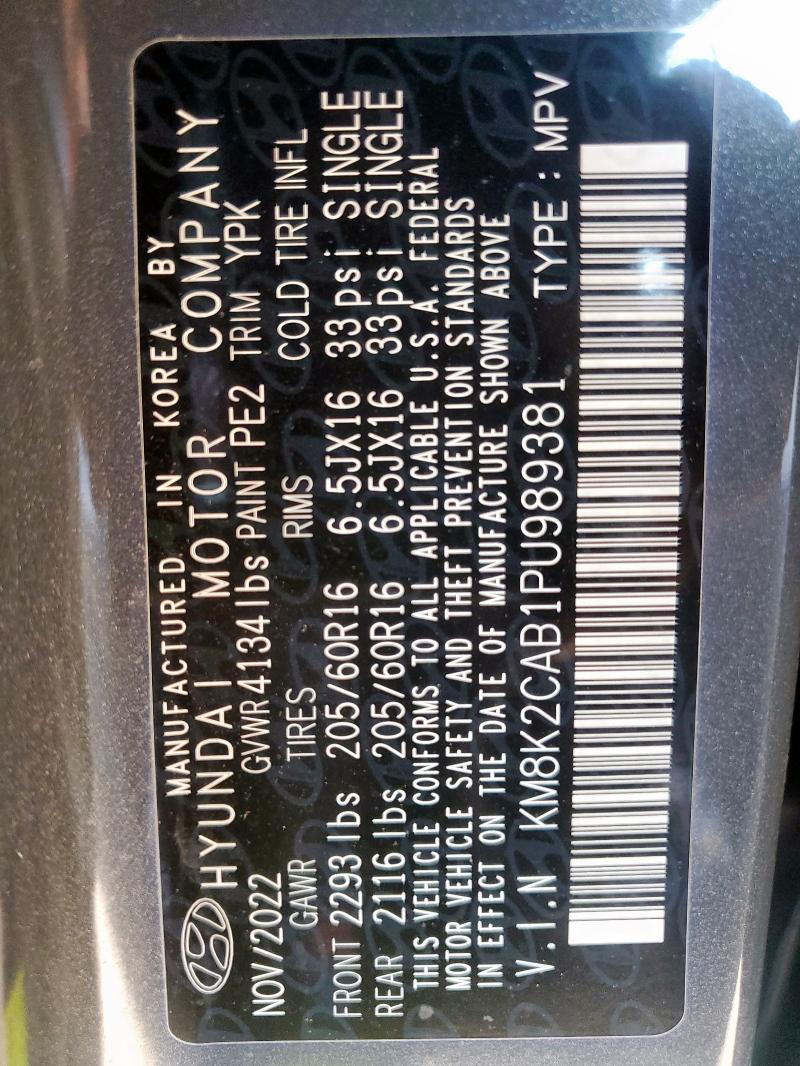 MANUFACTURED IN KOREA BY
HYUNDAI MOTOR COMPANY
NOV/2022 GVWR 4134 lbs PAINT PE2 TRIM YPK
GAWR TIRES RIMS COLD TIRE INFL
FRONT 2293 lbs 205/60R16 6.5JX16 33 psi SINGLE
REAR 2116 lbs 205/60R16 6.5JX16 33 psi SINGLE
THIS VEHICLE CONFORMS TO ALL APPLICABLE U.S.A. FEDERAL
MOTOR VEHICLE SAFETY AND THEFT PREVENTION STANDARDS
IN EFFECT ON THE DATE OF MANUFACTURE SHOWN ABOVE
V.I.N KM8K2CAB1PU989381 TYPE : MPV